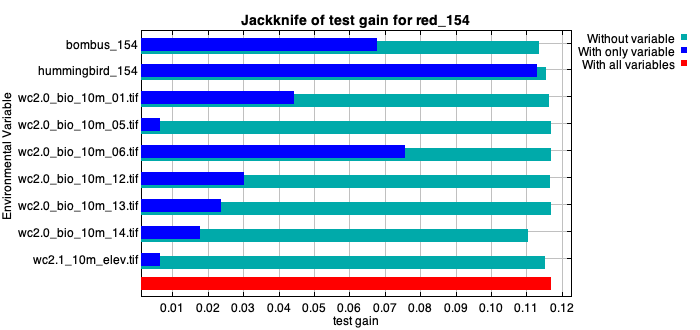 Jackknife of test gain for red_154
Without variable
With only variable
With all variables
Environmental Variable
bombus_154
hummingbird_154
wc2.0_bio_10m_01.tif
wc2.0_bio_10m_05.tif
wc2.0_bio_10m_06.tif
wc2.0_bio_10m_12.tif
wc2.0_bio_10m_13.tif
wc2.0_bio_10m_14.tif
wc2.1_10m_elev.tif
0.01 0.02 0.03 0.04 0.05 0.06 0.07 0.08 0.09 0.10 0.11 0.12
test gain